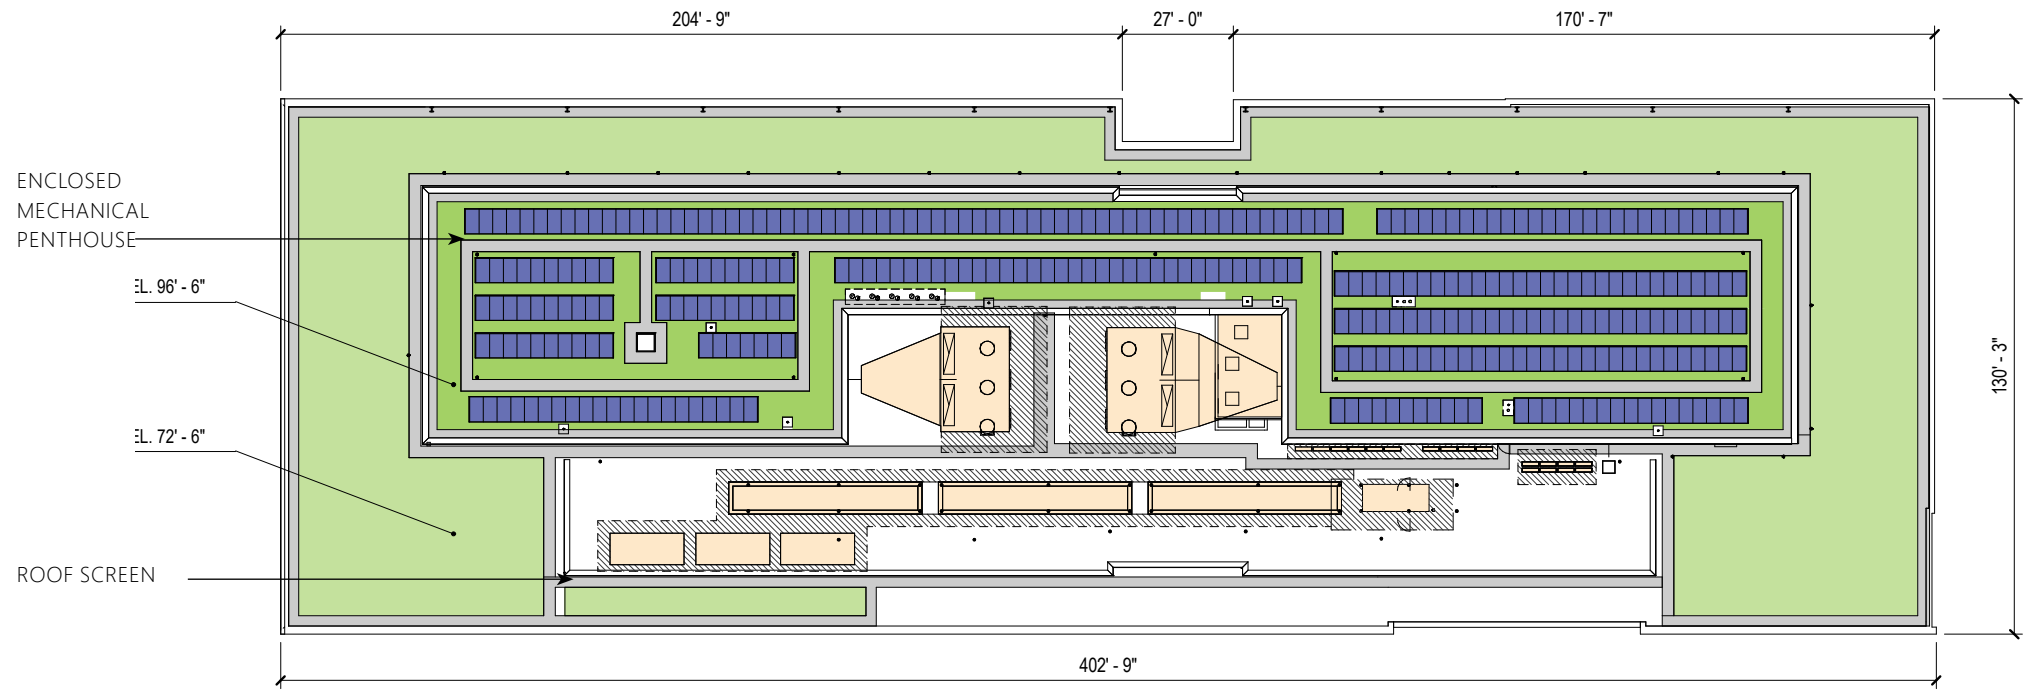 204' - 9"
27' - 0"
170' - 7"
ENCLOSED
MECHANICAL
PENTHOUSE
EL. 96' - 6"
130' - 3"
EL. 72' - 6"
ROOF SCREEN
402' - 9"